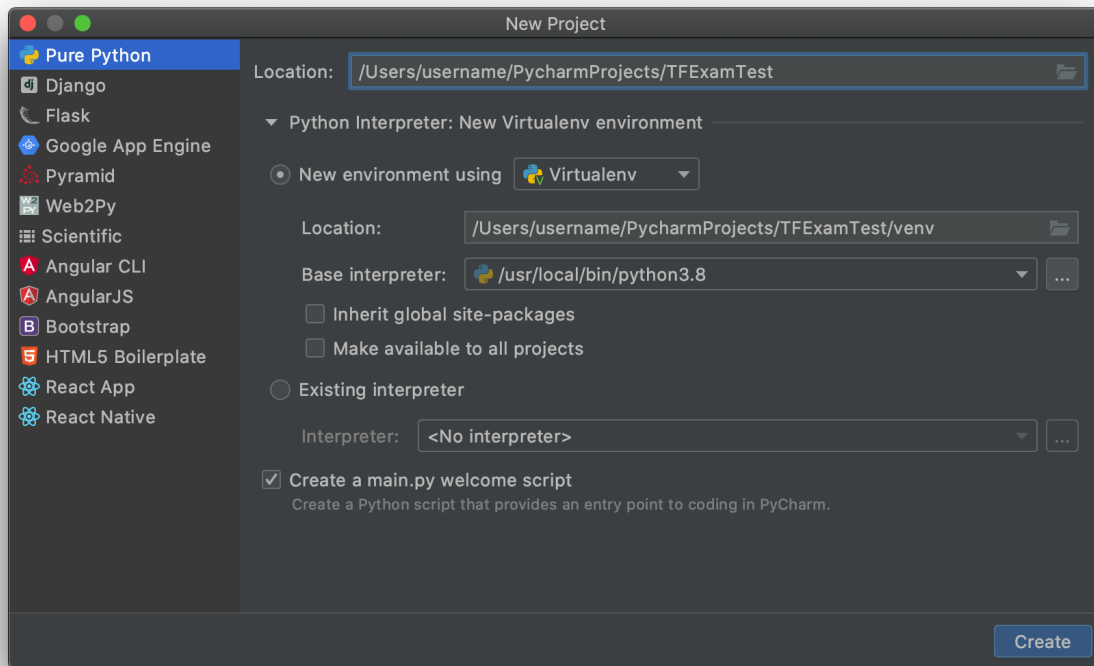 New Project
Pure Python
Django
Flask
Google App Engine
Pyramid
Web2Py
Scientific
Angular CLI
AngularJS
Bootstrap
HTML5 Boilerplate
React App
React Native
Location: /Users/username/PycharmProjects/TFExamTest
Python Interpreter: New Virtualenv environment
New environment using Virtualenv
Location: /Users/username/PycharmProjects/TFExamTest/venv
Base interpreter: /usr/local/bin/python3.8 ...
Inherit global site-packages
Make available to all projects
Existing interpreter
Interpreter: <No interpreter> ...
Create a main.py welcome script
Create a Python script that provides an entry point to coding in PyCharm.
Create